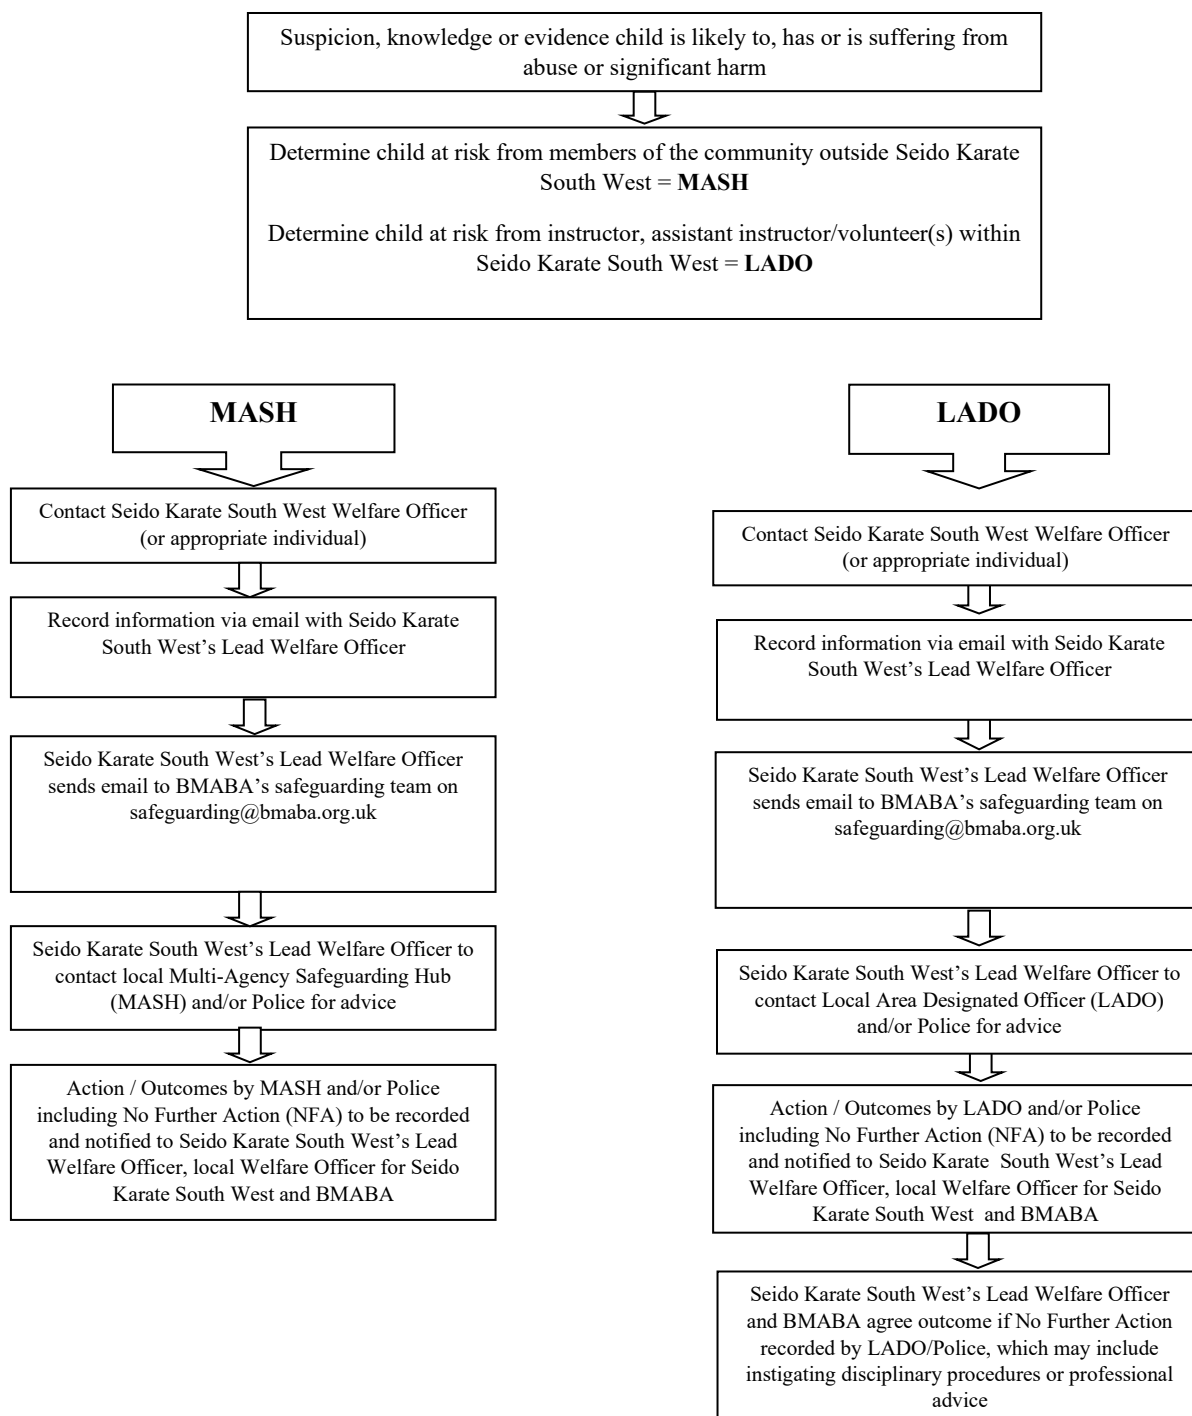 Suspicion, knowledge or evidence child is likely to, has or is suffering from
abuse or significant harm
Determine child at risk from members of the community outside Seido Karate
South West = MASH
Determine child at risk from instructor, assistant instructor/volunteer(s) within
Seido Karate South West = LADO
MASH
Contact Seido Karate South West Welfare Officer
(or appropriate individual)
Record information via email with Seido Karate
South West’s Lead Welfare Officer
Seido Karate South West’s Lead Welfare Officer
sends email to BMABA’s safeguarding team on
safeguarding@bmaba.org.uk
Seido Karate South West’s Lead Welfare Officer to
contact local Multi-Agency Safeguarding Hub
(MASH) and/or Police for advice
Action / Outcomes by MASH and/or Police
including No Further Action (NFA) to be recorded
and notified to Seido Karate South West’s Lead
Welfare Officer, local Welfare Officer for Seido
Karate South West and BMABA
LADO
Contact Seido Karate South West Welfare Officer
(or appropriate individual)
Record information via email with Seido Karate
South West’s Lead Welfare Officer
Seido Karate South West’s Lead Welfare Officer
sends email to BMABA’s safeguarding team on
safeguarding@bmaba.org.uk
Seido Karate South West’s Lead Welfare Officer to
contact Local Area Designated Officer (LADO)
and/or Police for advice
Action / Outcomes by LADO and/or Police
including No Further Action (NFA) to be recorded
and notified to Seido Karate South West’s Lead
Welfare Officer, local Welfare Officer for Seido
Karate South West and BMABA
Seido Karate South West’s Lead Welfare Officer
and BMABA agree outcome if No Further Action
recorded by LADO/Police, which may include
instigating disciplinary procedures or professional
advice